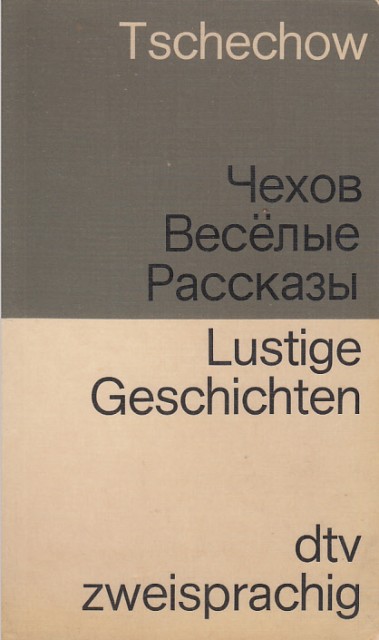 Tschechow
Чехов
Весёлые
Рассказы
Lustige
Geschichten
dtv
zweisprachig